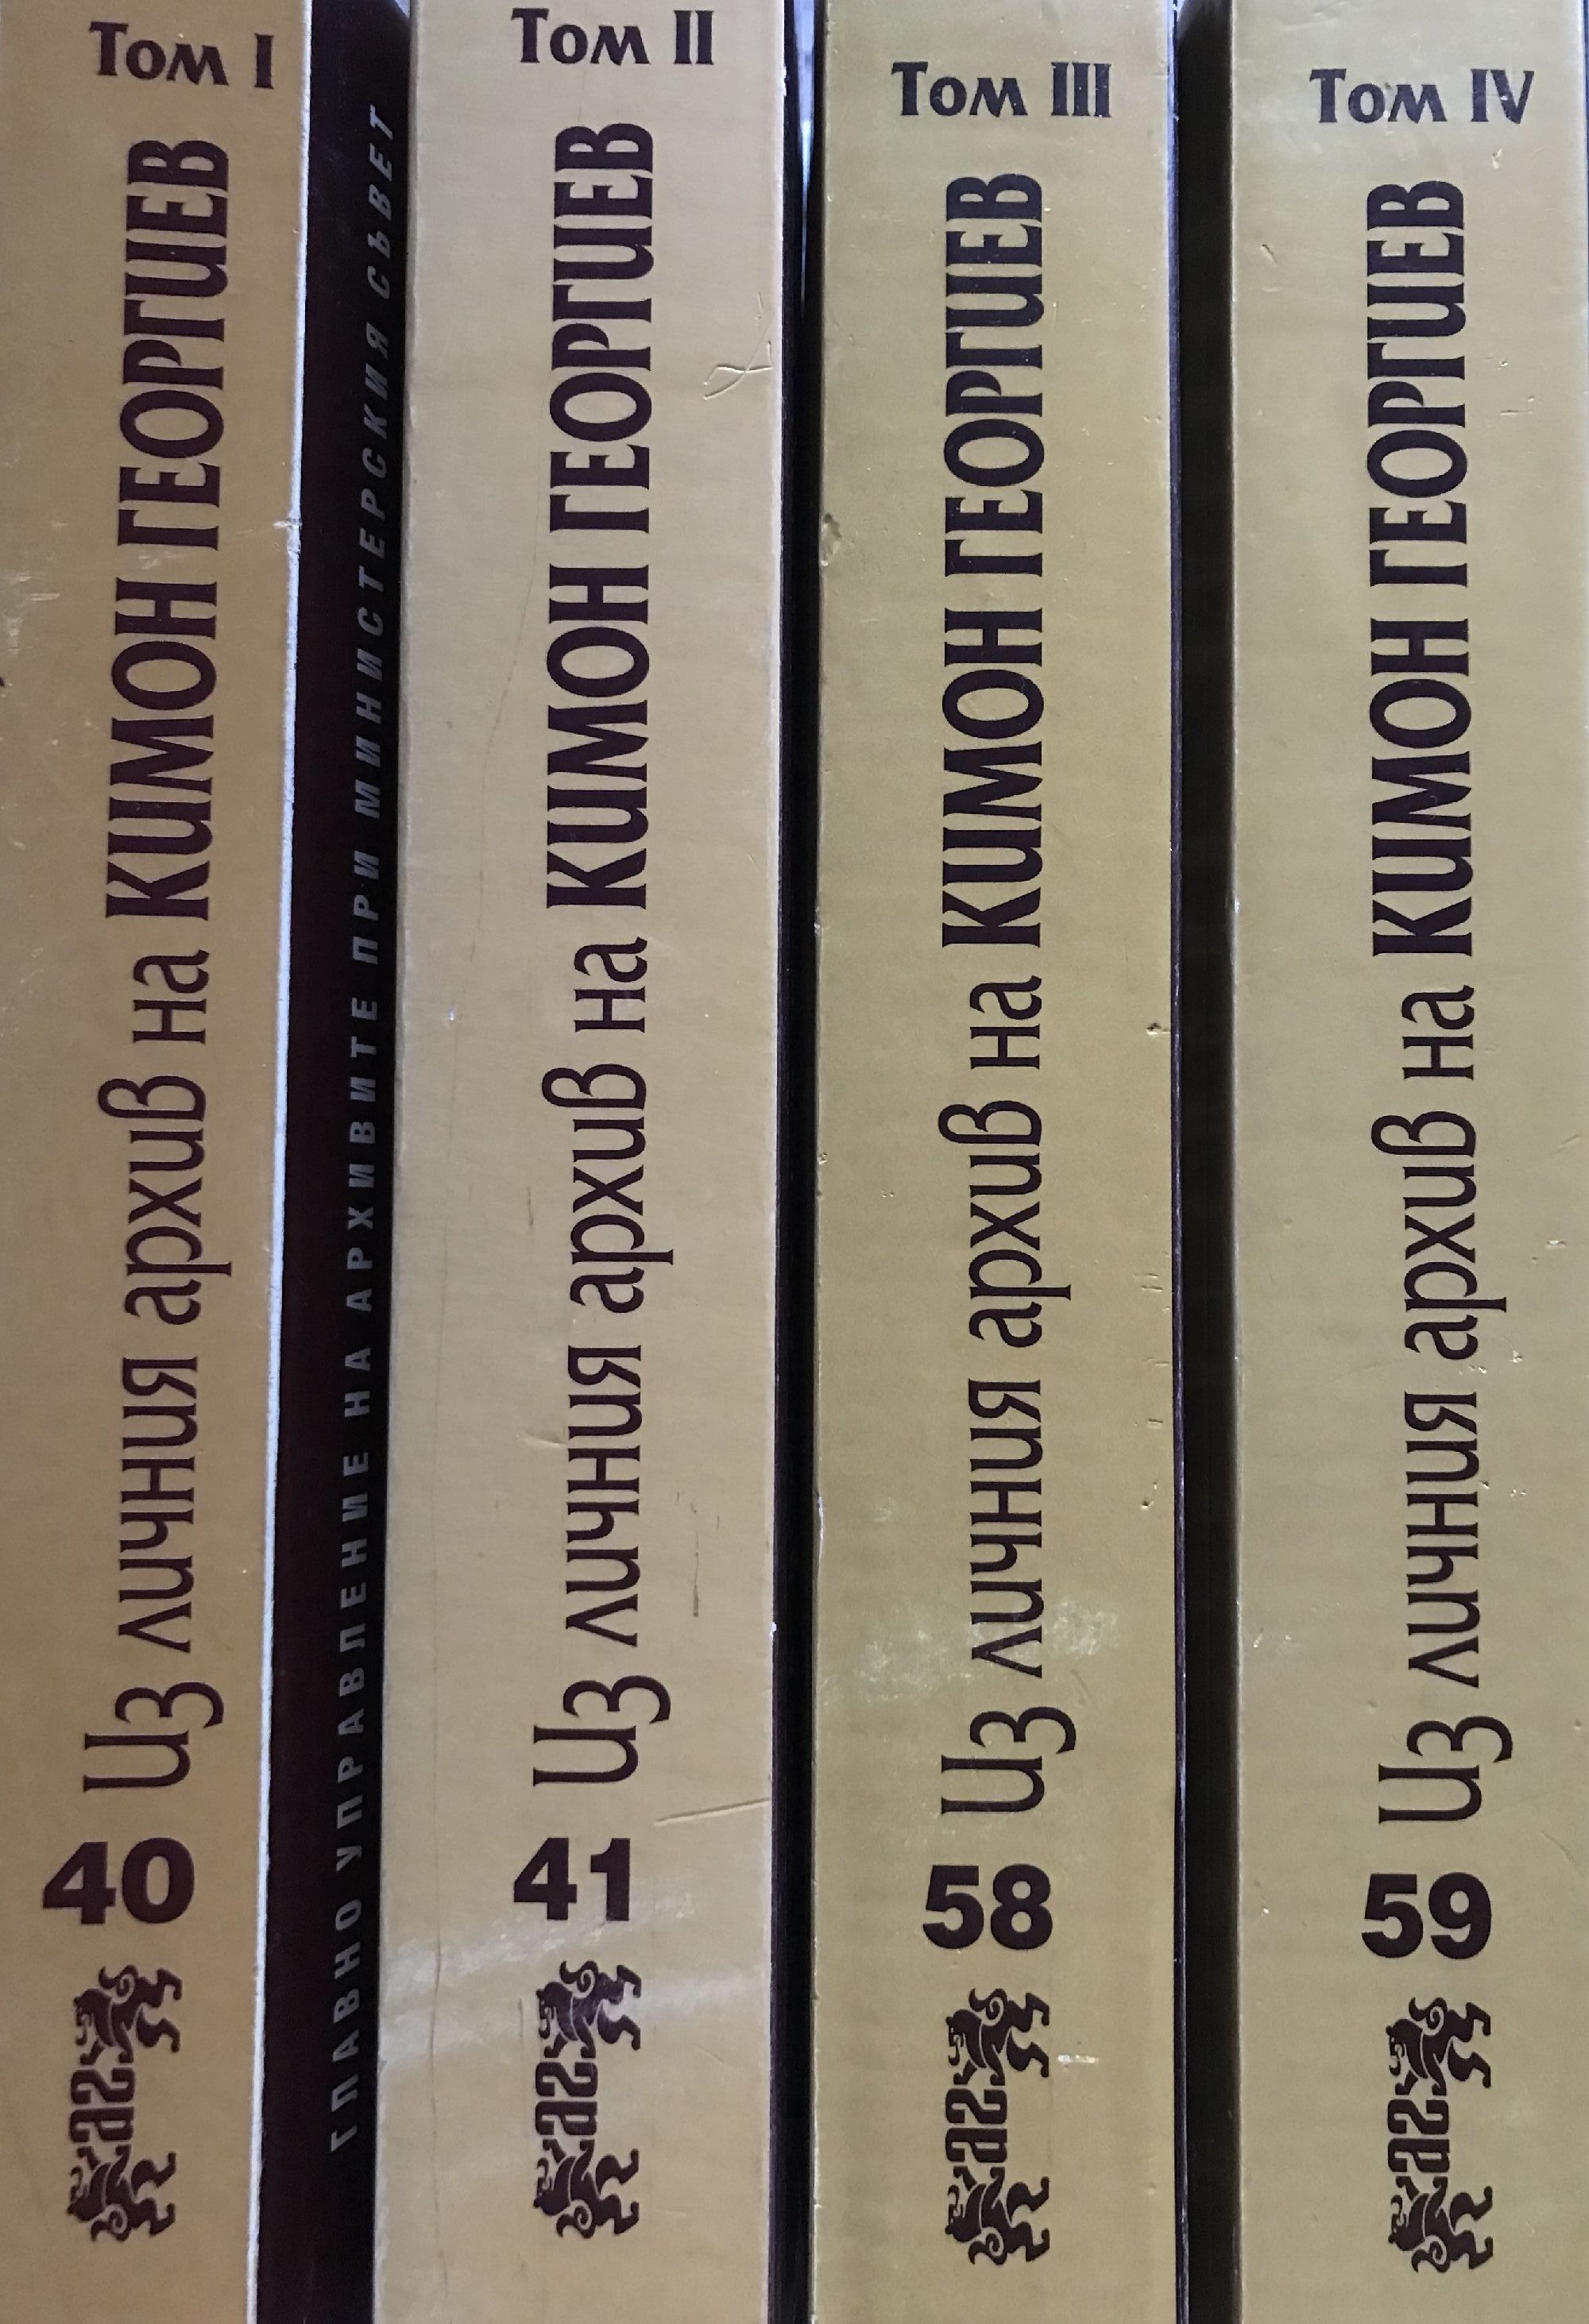 Том I
40 Из личния архив на КИМОН ГЕОРГИЕВ
ГЛАВНО УПРАВЛЕНИЕ НА АРХИВИТЕ ПРИ МИНИСТЕРСКИЯ СЪВЕТ
Том II
41 Из личния архив на КИМОН ГЕОРГИЕВ
Том III
58 Из личния архив на КИМОН ГЕОРГИЕВ
Том IV
59 Из личния архив на КИМОН ГЕОРГИЕВ